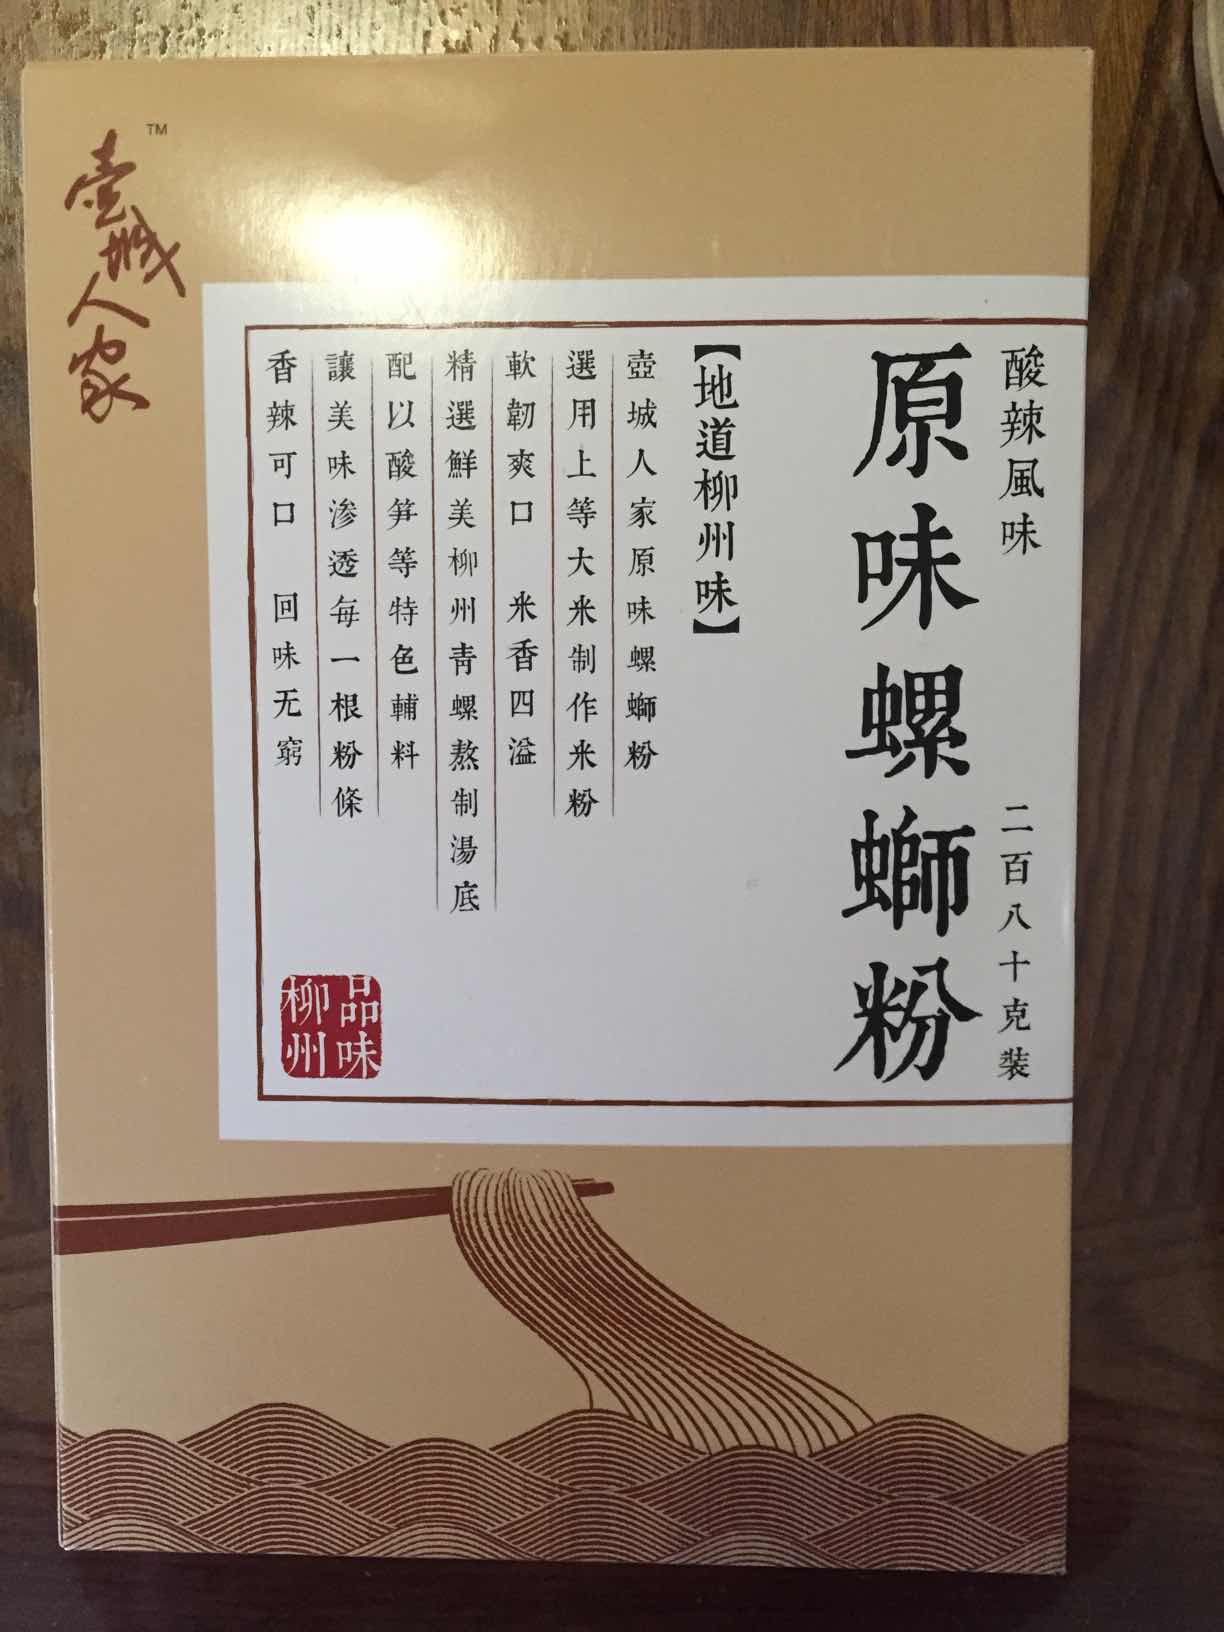 酸辣風味
二百八十克裝
原味螺螄粉
【地道柳州味】
壺城人家原味螺螄粉
選用上等大米制作米粉
軟韌爽口 米香四溢
精選鮮美柳州青螺熬制湯底
配以酸笋等特色輔料
讓美味渗透每一根粉條
香辣可口 回味无窮
品味
柳州
壺城人家
TM